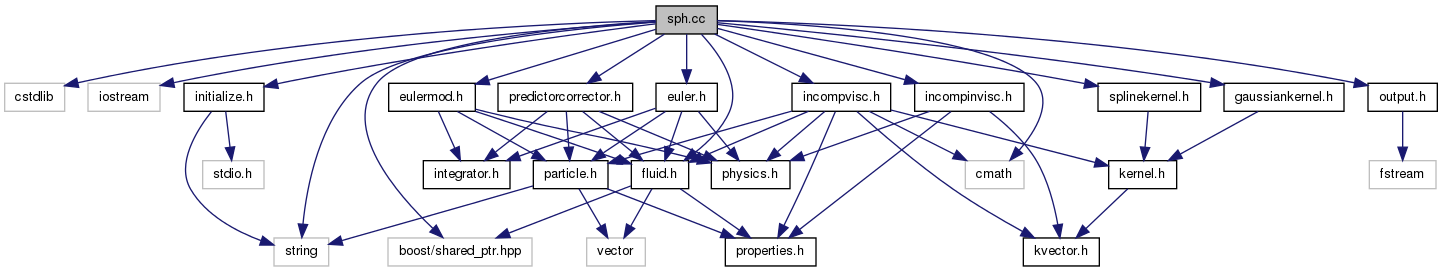 sph.cc
cstdlib
iostream
initialize.h
eulermod.h
predictorcorrector.h
euler.h
incompvisc.h
incompinvisc.h
splinekernel.h
gaussiankernel.h
output.h
stdio.h
integrator.h
particle.h
fluid.h
physics.h
cmath
kernel.h
fstream
string
boost/shared_ptr.hpp
vector
properties.h
kvector.h